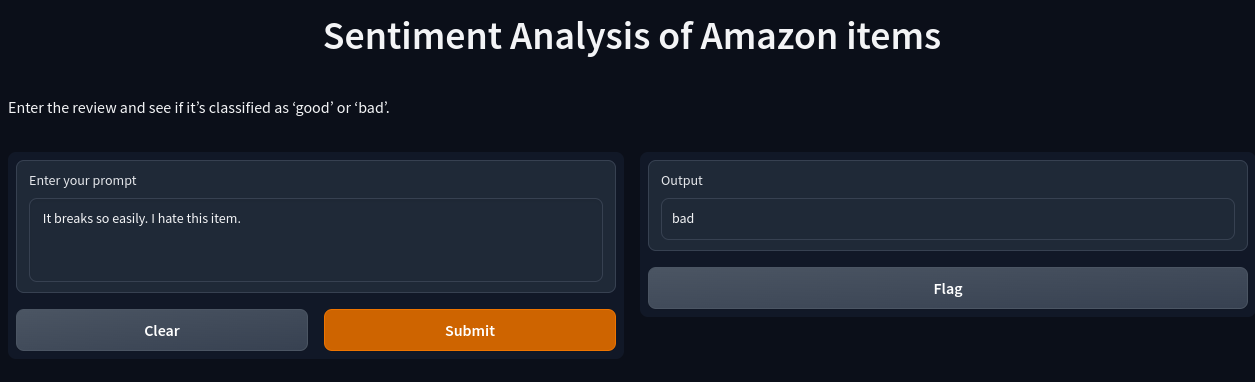 Sentiment Analysis of Amazon items
Enter the review and see if it’s classified as ‘good’ or ‘bad’.
Enter your prompt
It breaks so easily. I hate this item.
Clear
Submit
Output
bad
Flag